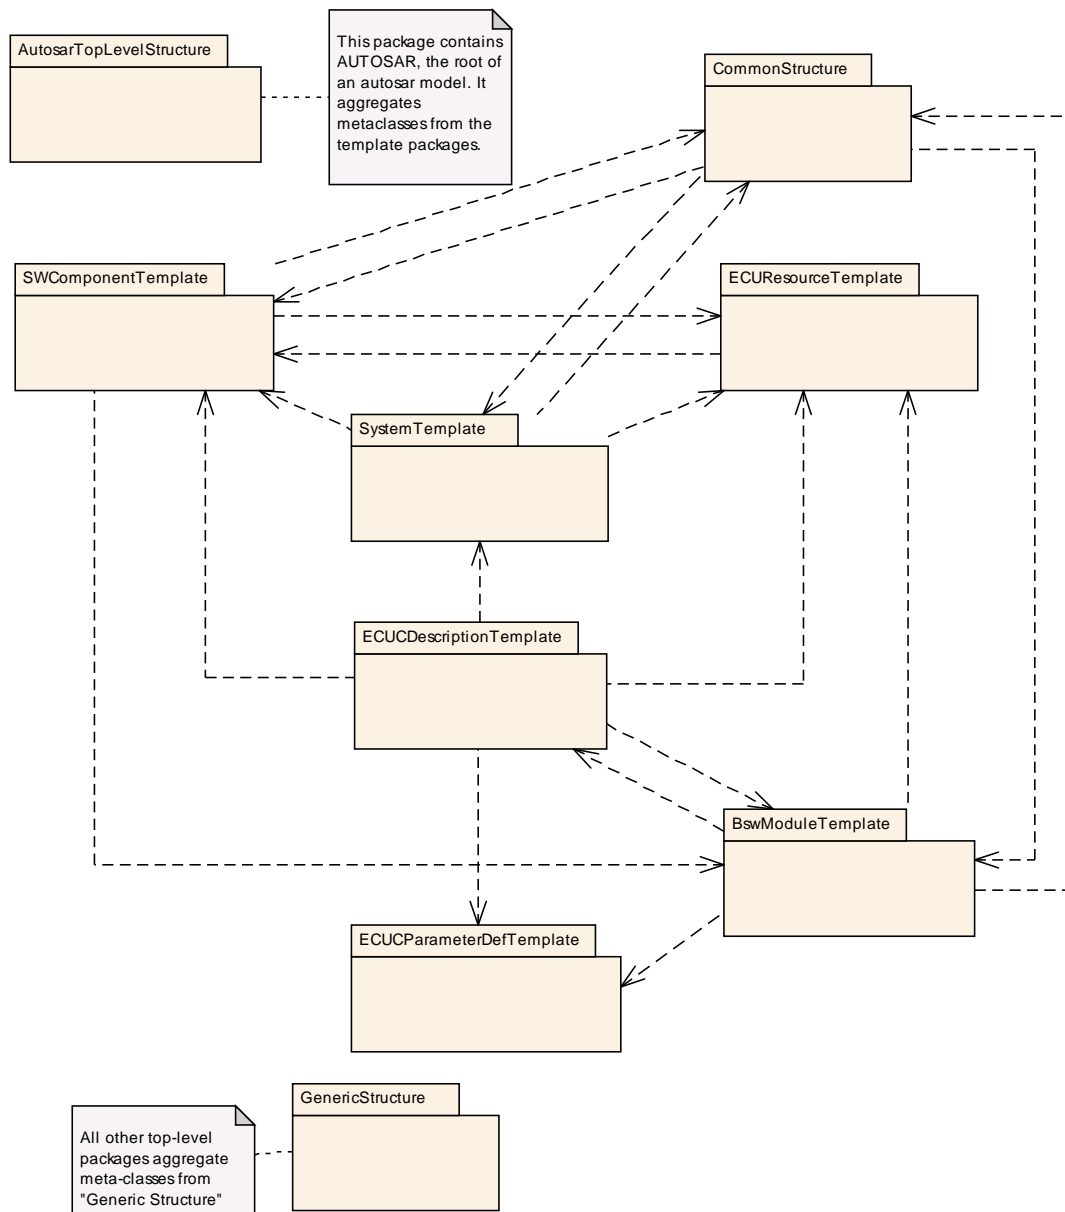 AutosarTopLevelStructure
This package contains
AUTOSAR, the root of
an autosar model. It
aggregates
metaclasses from the
template packages.
CommonStructure
SWComponentTemplate
ECUResourceTemplate
SystemTemplate
ECUCDescriptionTemplate
BswModuleTemplate
ECUCParameterDefTemplate
GenericStructure
All other top-level
packages aggregate
meta-classes from
"Generic Structure"